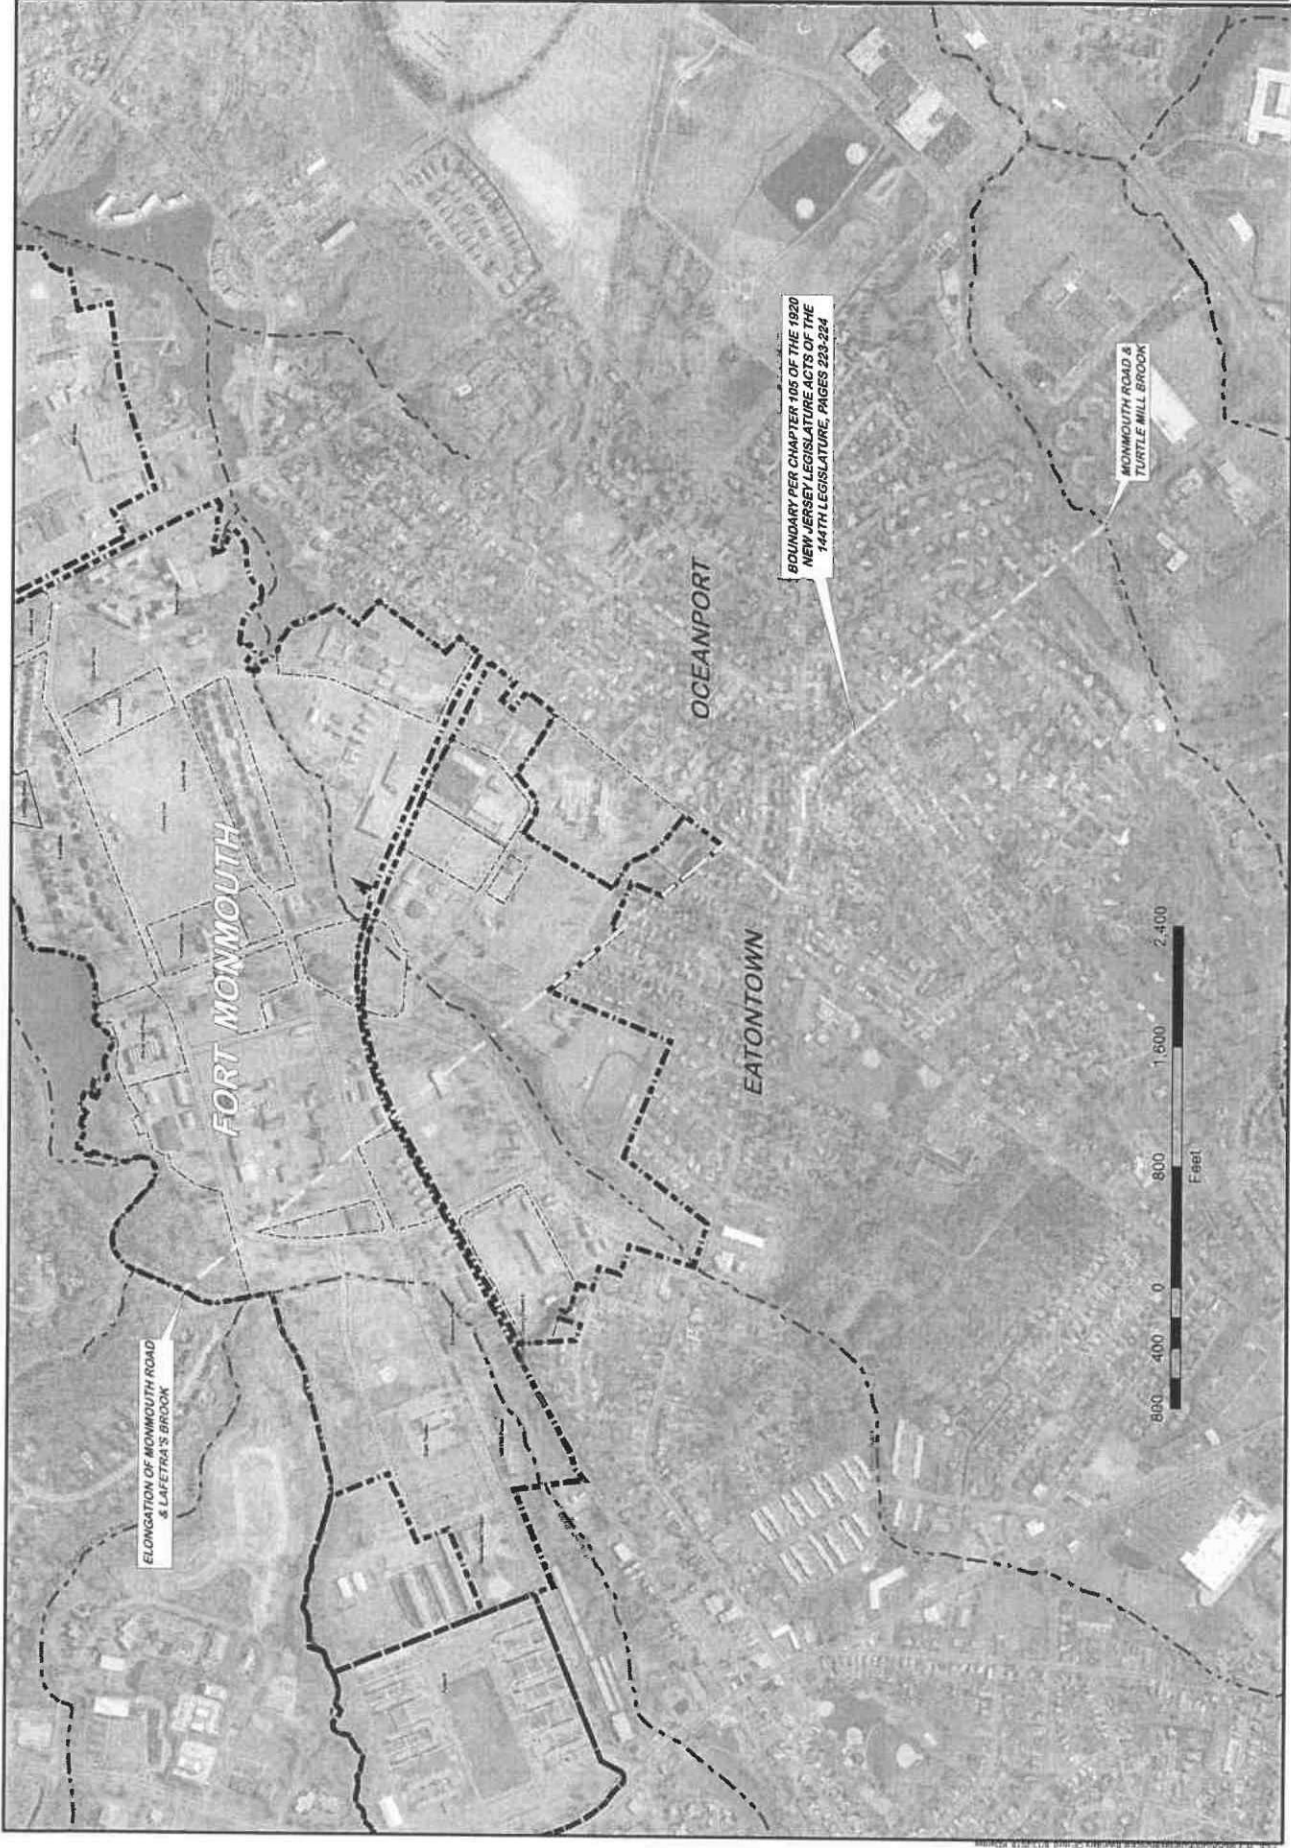 ELONGATION OF MONMOUTH ROAD
& LAFETRA'S BROOK
FORT MONMOUTH
EATONTOWN
OCEANPORT
BOUNDARY PER CHAPTER 105 OF THE 1920
NEW JERSEY LEGISLATURE ACTS OF THE
144TH LEGISLATURE, PAGES 223-224
MONMOUTH ROAD &
TURTLE MILL BROOK
800 400 0 800 1,600 2,400
Feet